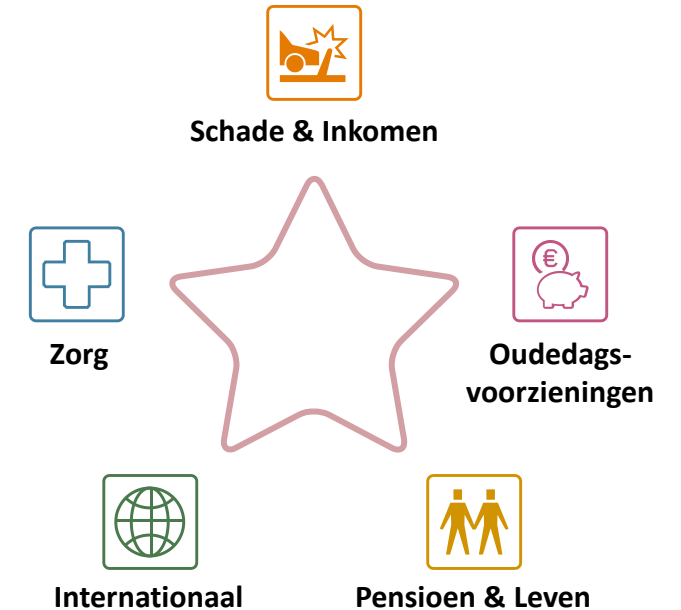 Schade & Inkomen
Zorg
€
Oudedags-
voorzieningen
Internationaal
Pensioen & Leven